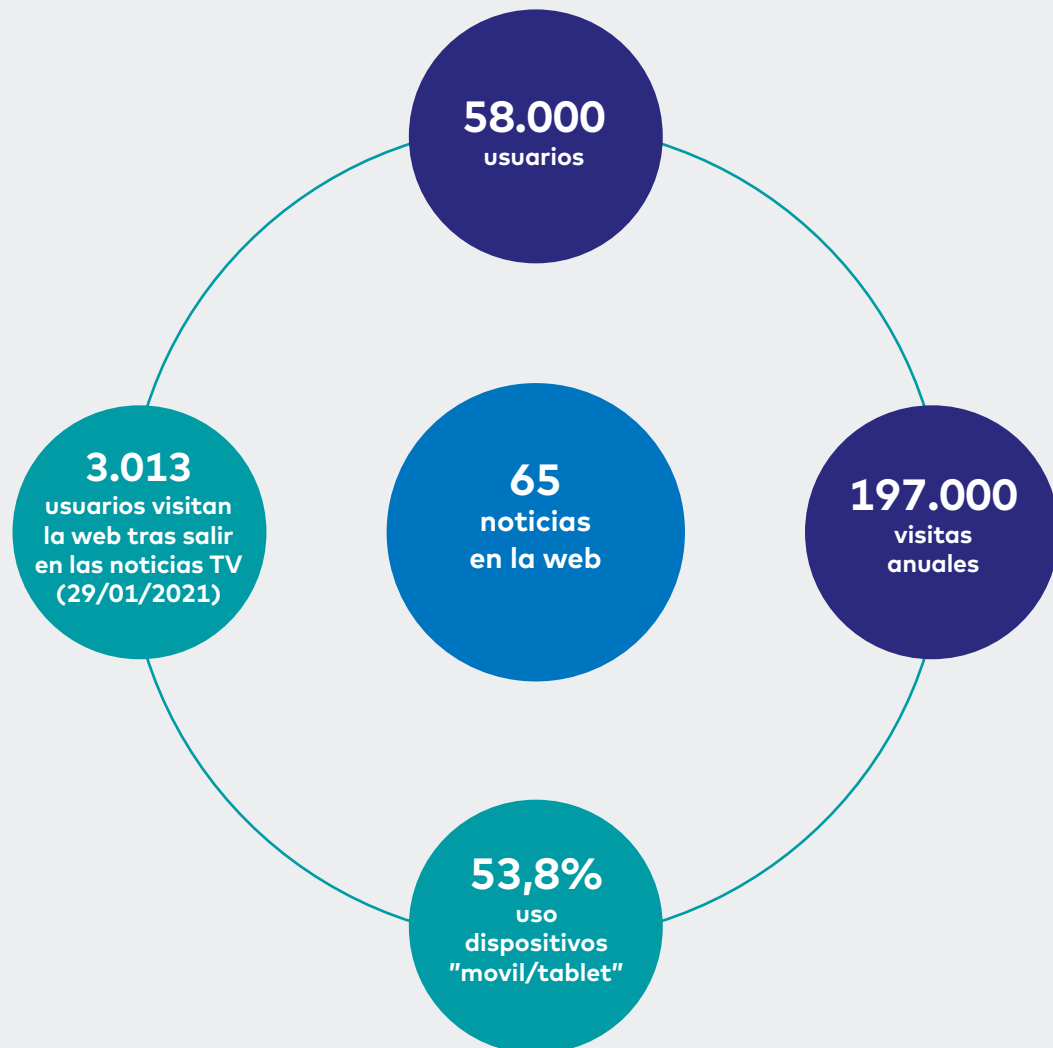 58.000
usuarios
3.013
usuarios visitan
la web tras salir
en las noticias TV
(29/01/2021)
65
noticias
en la web
197.000
visitas
anuales
53,8%
uso
dispositivos
”movil/tablet”